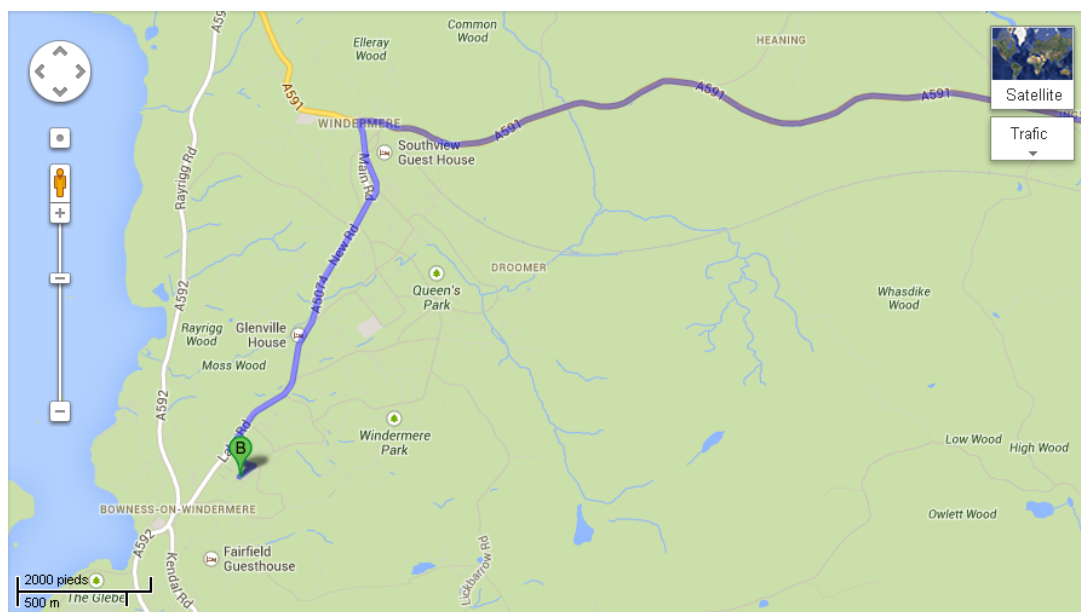 A592
Common
Wood
Elleray
Wood
HEANING
Satellite
A591
A591
A591
A591
INGS
WINDERMERE
Trafic
Southview
Guest House
Main Rd
Rayrigg Rd
New Rd
DROOMER
A592
A5074
Queen's
Park
Whasdike
Wood
Rayrigg
Wood
Glenville
House
Moss Wood
A592
Windermere
Park
B
Low Wood
High Wood
BOWNESS-ON-WINDERMERE
Owlett Wood
A592
Fairfield
Guesthouse
Kendal Rd
Lickbarrow Rd
2000 pieds
The Glebe
500 m